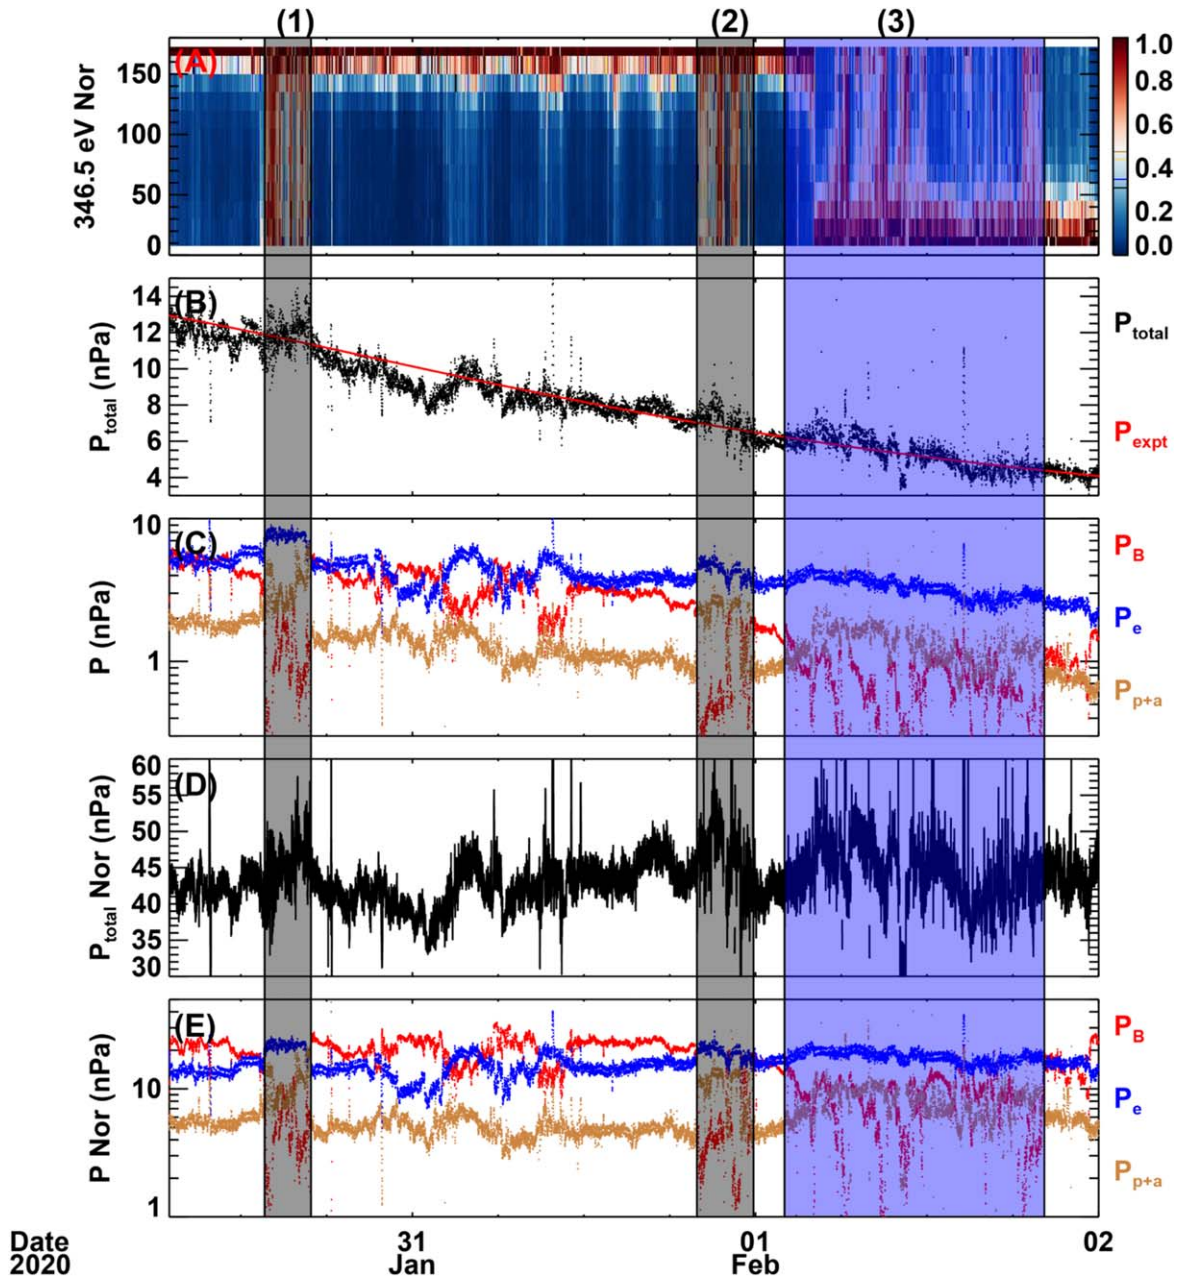 (1) (2) (3)
(A)
346.5 eV Nor
150
100
50
0
1.0
0.8
0.6
0.4
0.2
0.0
(B)
P_total (nPa)
14
12
10
8
6
4
P_total
P_expt
(C)
P (nPa)
10
1
P_B
P_e
P_p+a
(D)
P_total Nor (nPa)
60
55
50
45
40
35
30
(E)
P Nor (nPa)
10
1
P_B
P_e
P_p+a
Date 31 01 02
2020 Jan Feb